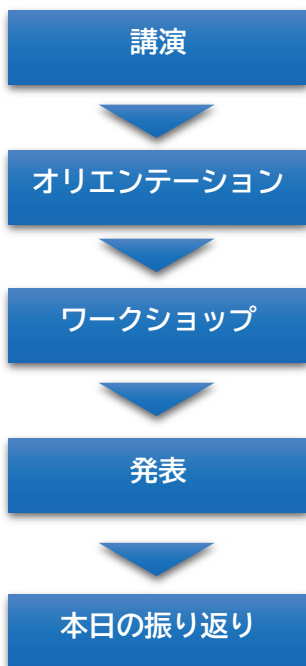 講演
オリエンテーション
ワークショップ
発表
本日の振り返り